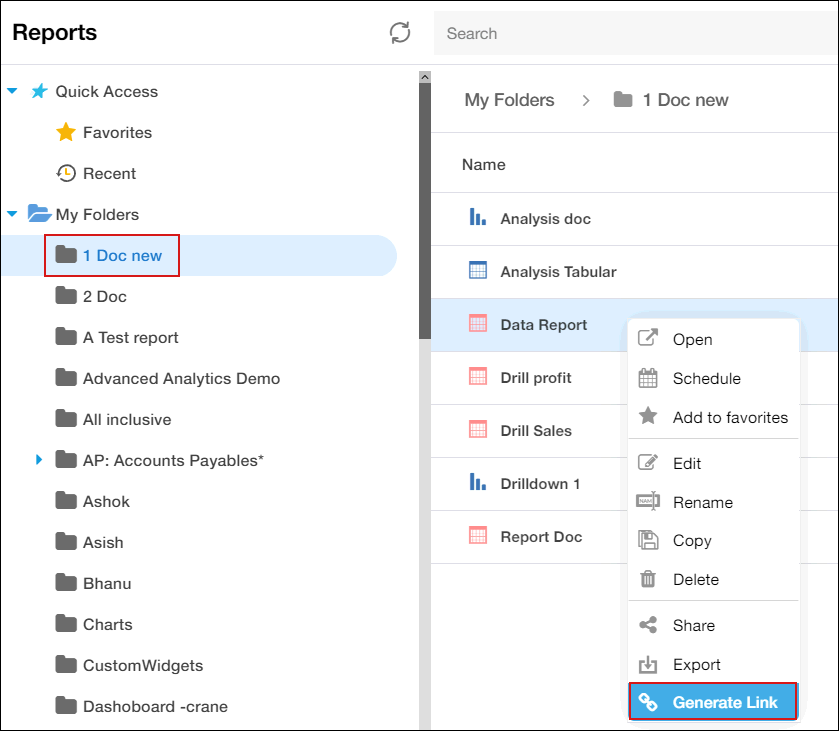 Reports
Search
Quick Access
Favorites
Recent
My Folders
1 Doc new
2 Doc
A Test report
Advanced Analytics Demo
All inclusive
AP: Accounts Payables*
Ashok
Asish
Bhanu
Charts
CustomWidgets
Dashoboard -crane
My Folders > 1 Doc new
Name
Analysis doc
Analysis Tabular
Data Report
Drill profit
Drill Sales
Drilldown 1
Report Doc
Open
Schedule
Add to favorites
Edit
Rename
Copy
Delete
Share
Export
Generate Link